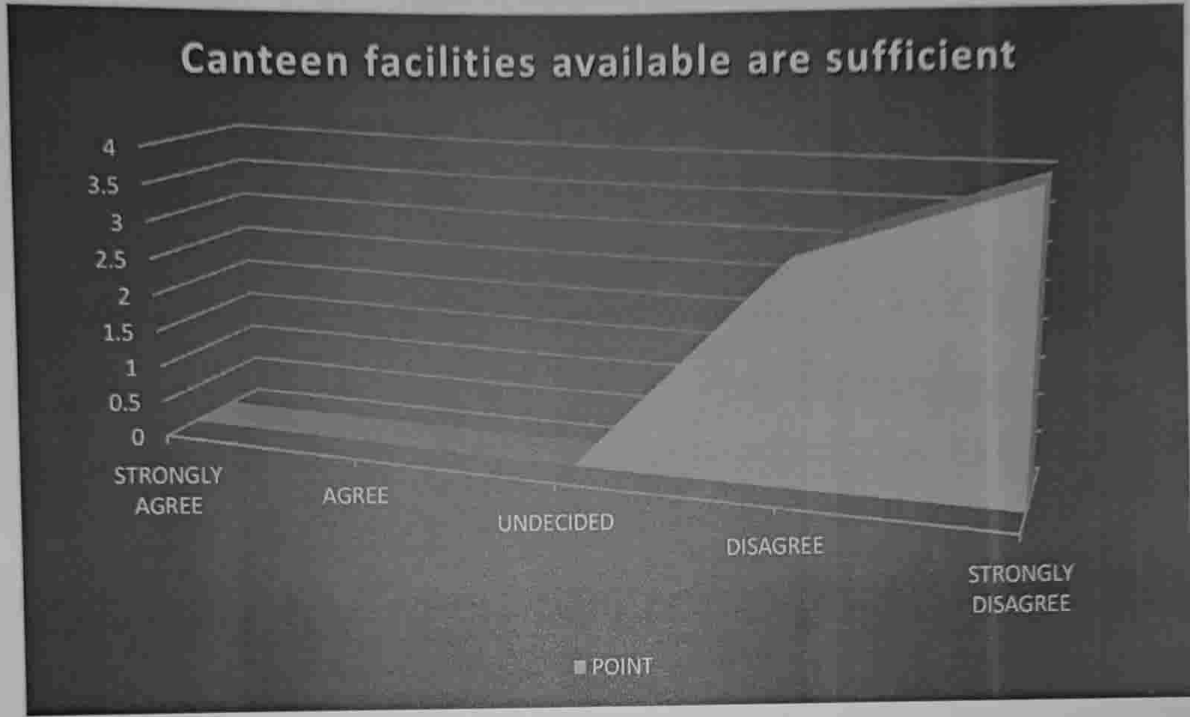 Canteen facilities available are sufficient
4
3.5
3
2.5
2
1.5
1
0.5
0
STRONGLY
AGREE
AGREE
UNDECIDED
DISAGREE
STRONGLY
DISAGREE
POINT